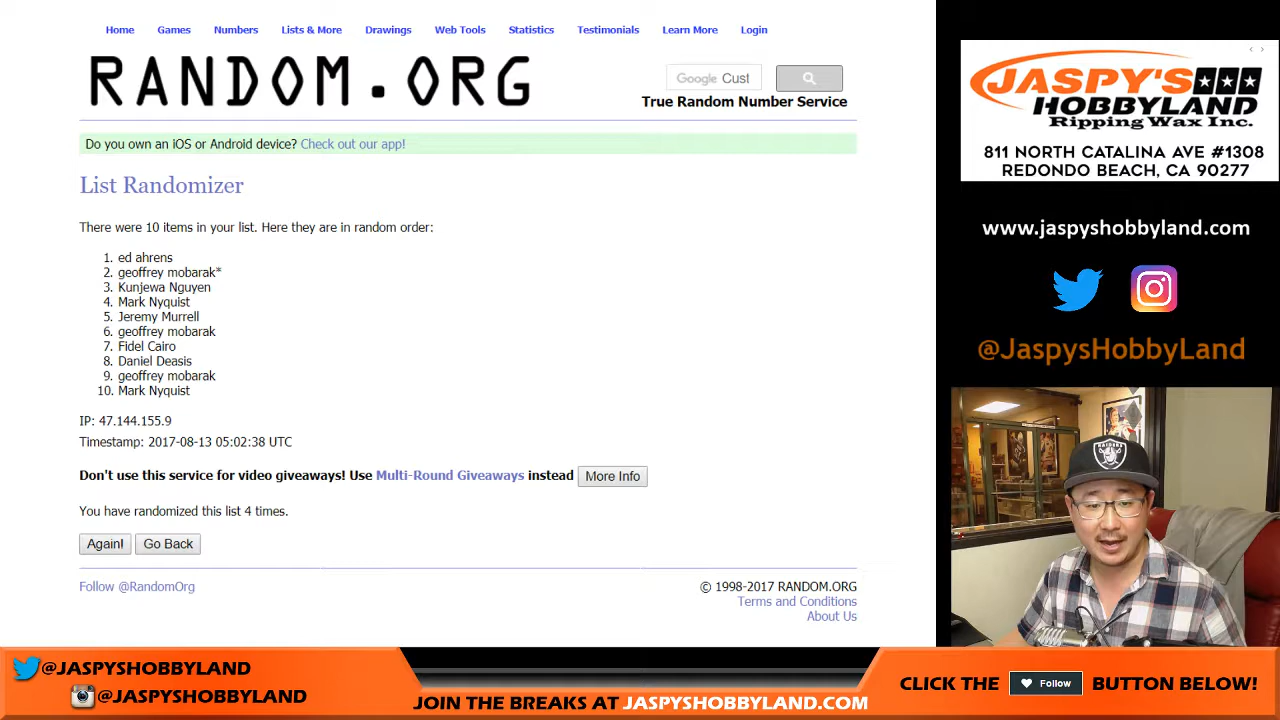 Home Games Numbers Lists & More Drawings Web Tools Statistics Testimonials Learn More Login
RANDOM.ORG
Google Cust
True Random Number Service
Do you own an iOS or Android device? Check out our app!
List Randomizer
There were 10 items in your list. Here they are in random order:
1. ed ahrens
2. geoffrey mobarak*
3. Kunjewa Nguyen
4. Mark Nyquist
5. Jeremy Murrell
6. geoffrey mobarak
7. Fidel Cairo
8. Daniel Deasis
9. geoffrey mobarak
10. Mark Nyquist
IP: 47.144.155.9
Timestamp: 2017-08-13 05:02:38 UTC
Don't use this service for video giveaways! Use Multi-Round Giveaways instead More Info
You have randomized this list 4 times.
Again! Go Back
Follow @RandomOrg
© 1998-2017 RANDOM.ORG
Terms and Conditions
About Us
JASPY'S
HOBBYLAND
Ripping Wax Inc.
811 NORTH CATALINA AVE #1308
REDONDO BEACH, CA 90277
www.jaspyshobbyland.com
@JaspysHobbyLand
RAIDERS
@JASPYSHOBBYLAND
@JASPYSHOBBYLAND
JOIN THE BREAKS AT JASPYSHOBBYLAND.COM
CLICK THE Follow BUTTON BELOW!